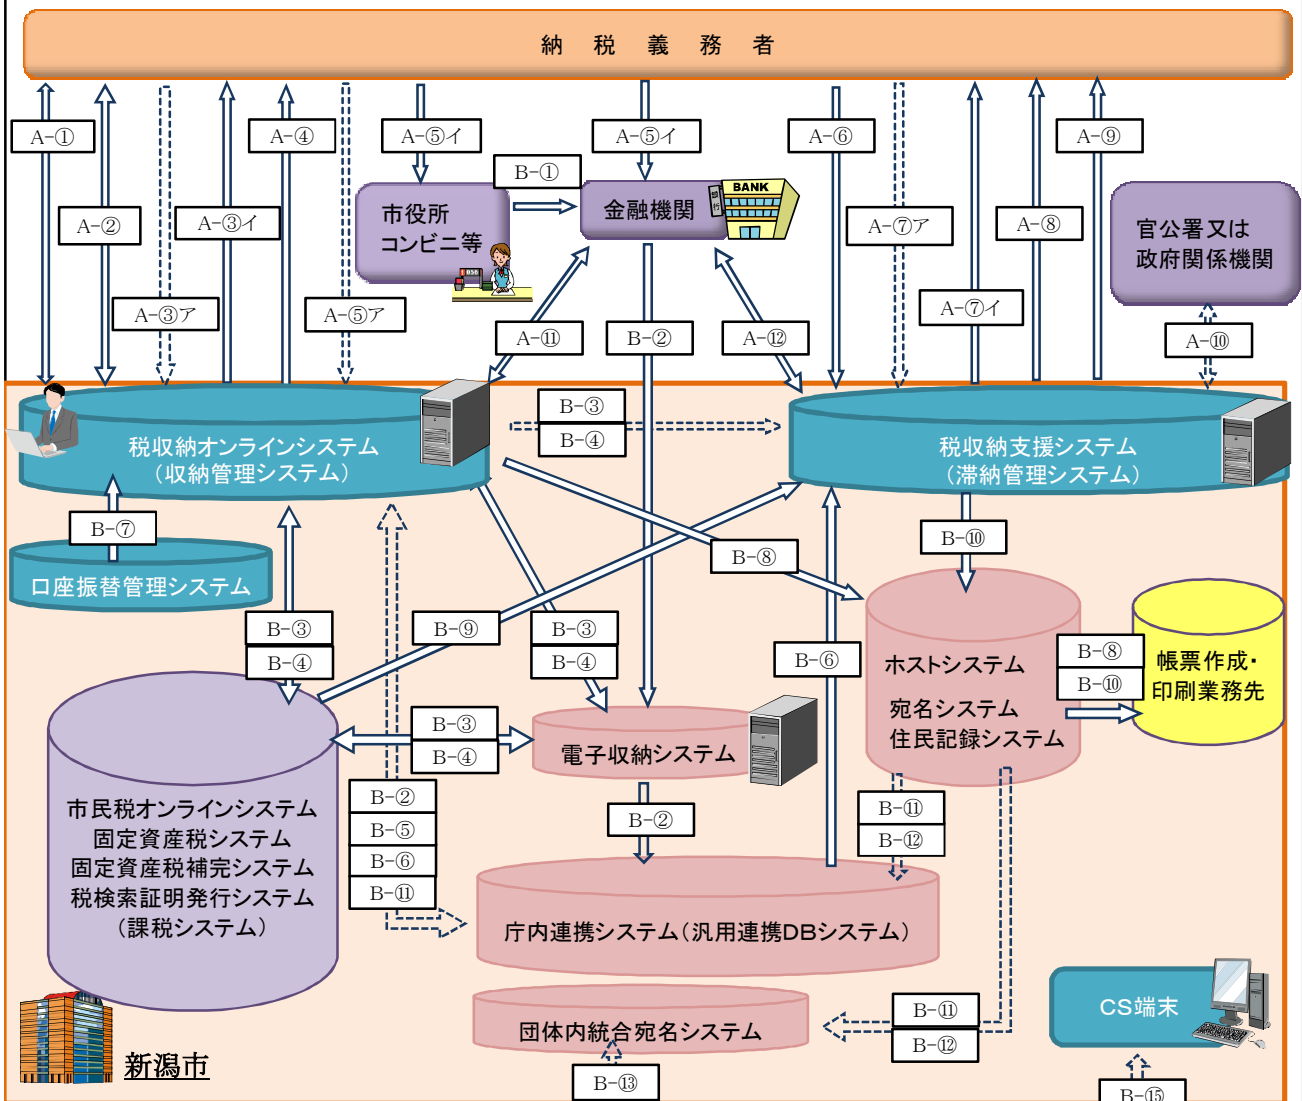 納 税 義 務 者
A-①
A-②
A-③ア
A-③イ
A-④
A-⑤ア
A-⑤イ
A-⑤イ
A-⑥
A-⑦ア
A-⑦イ
A-⑧
A-⑨
B-①
市役所
コンビニ等
金融機関
銀行
BANK
官公署又は
政府関係機関
A-⑩
A-⑪
B-②
A-⑫
税収納オンラインシステム
(収納管理システム)
B-③
B-④
税収納支援システム
(滞納管理システム)
B-⑦
口座振替管理システム
B-⑧
B-⑩
B-③
B-④
B-⑨
B-③
B-④
B-⑥
ホストシステム
宛名システム
住民記録システム
B-⑧
B-⑩
帳票作成・
印刷業務先
B-③
B-④
電子収納システム
市民税オンラインシステム
固定資産税システム
固定資産税補完システム
税検索証明発行システム
(課税システム)
B-②
B-⑤
B-⑥
B-⑪
B-②
B-⑪
B-⑫
庁内連携システム(汎用連携DBシステム)
団体内統合宛名システム
B-⑪
B-⑫
CS端末
新潟市
B-⑬
B-⑮